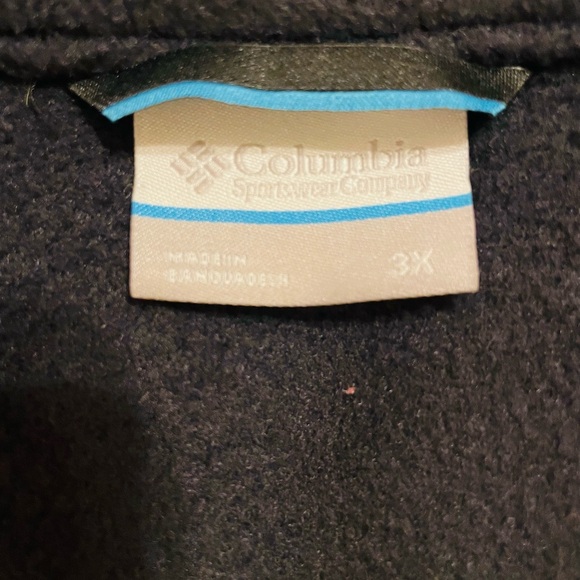 Columbia
Sportswear Company
MADE IN
BANGLADESH
3X